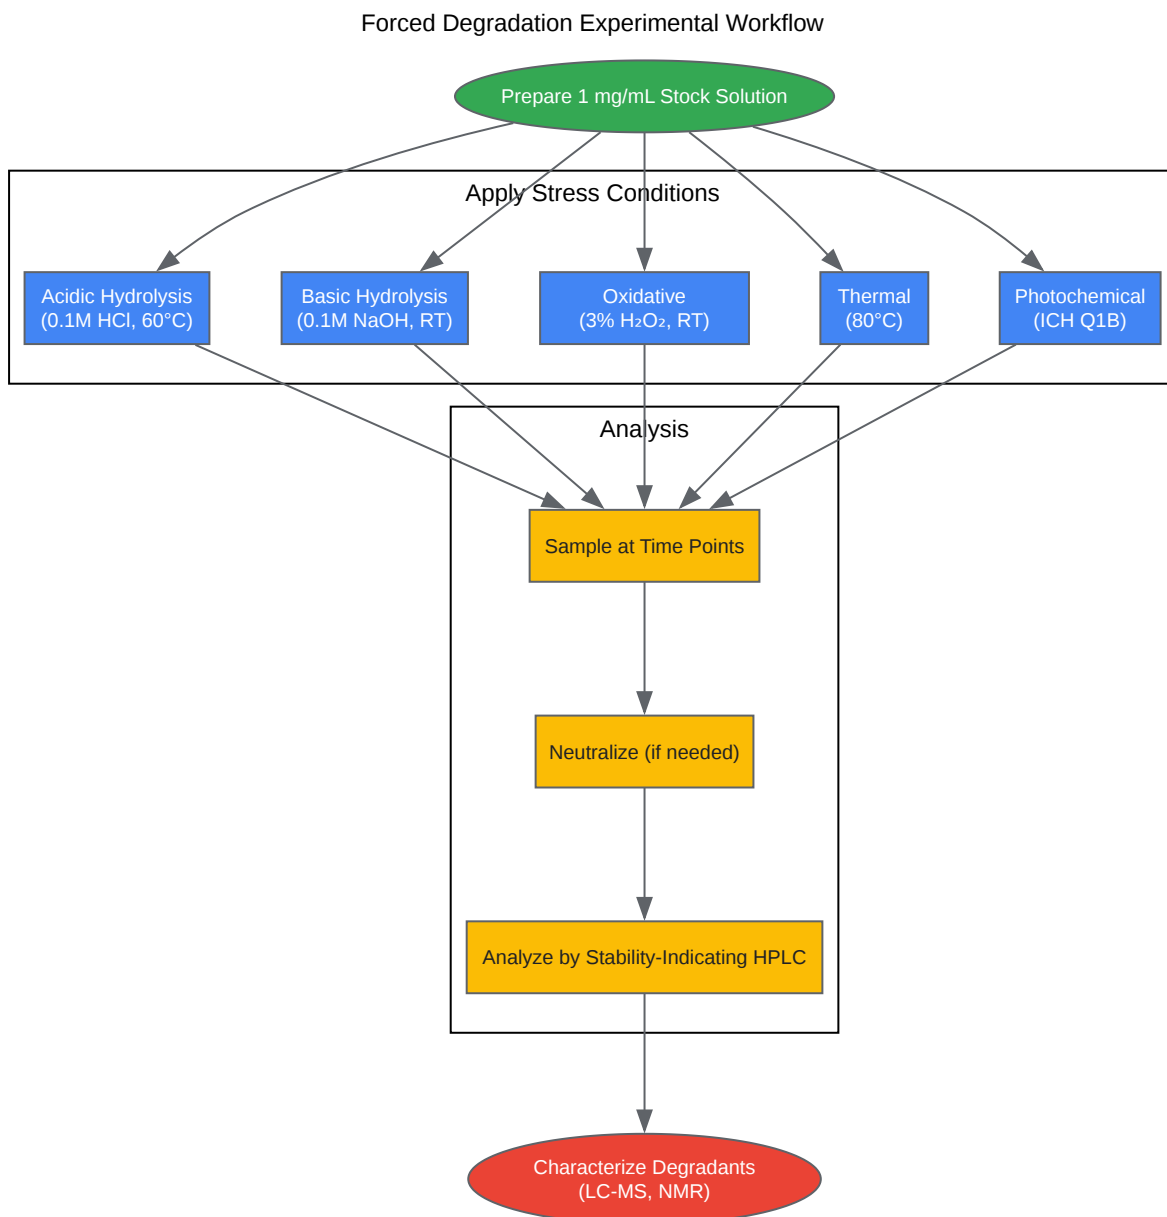 Forced Degradation Experimental Workflow
Prepare 1 mg/mL Stock Solution
Apply Stress Conditions
Acidic Hydrolysis
(0.1M HCl, 60°C)
Basic Hydrolysis
(0.1M NaOH, RT)
Oxidative
(3% H₂O₂, RT)
Thermal
(80°C)
Photochemical
(ICH Q1B)
Analysis
Sample at Time Points
Neutralize (if needed)
Analyze by Stability-Indicating HPLC
Characterize Degradants
(LC-MS, NMR)